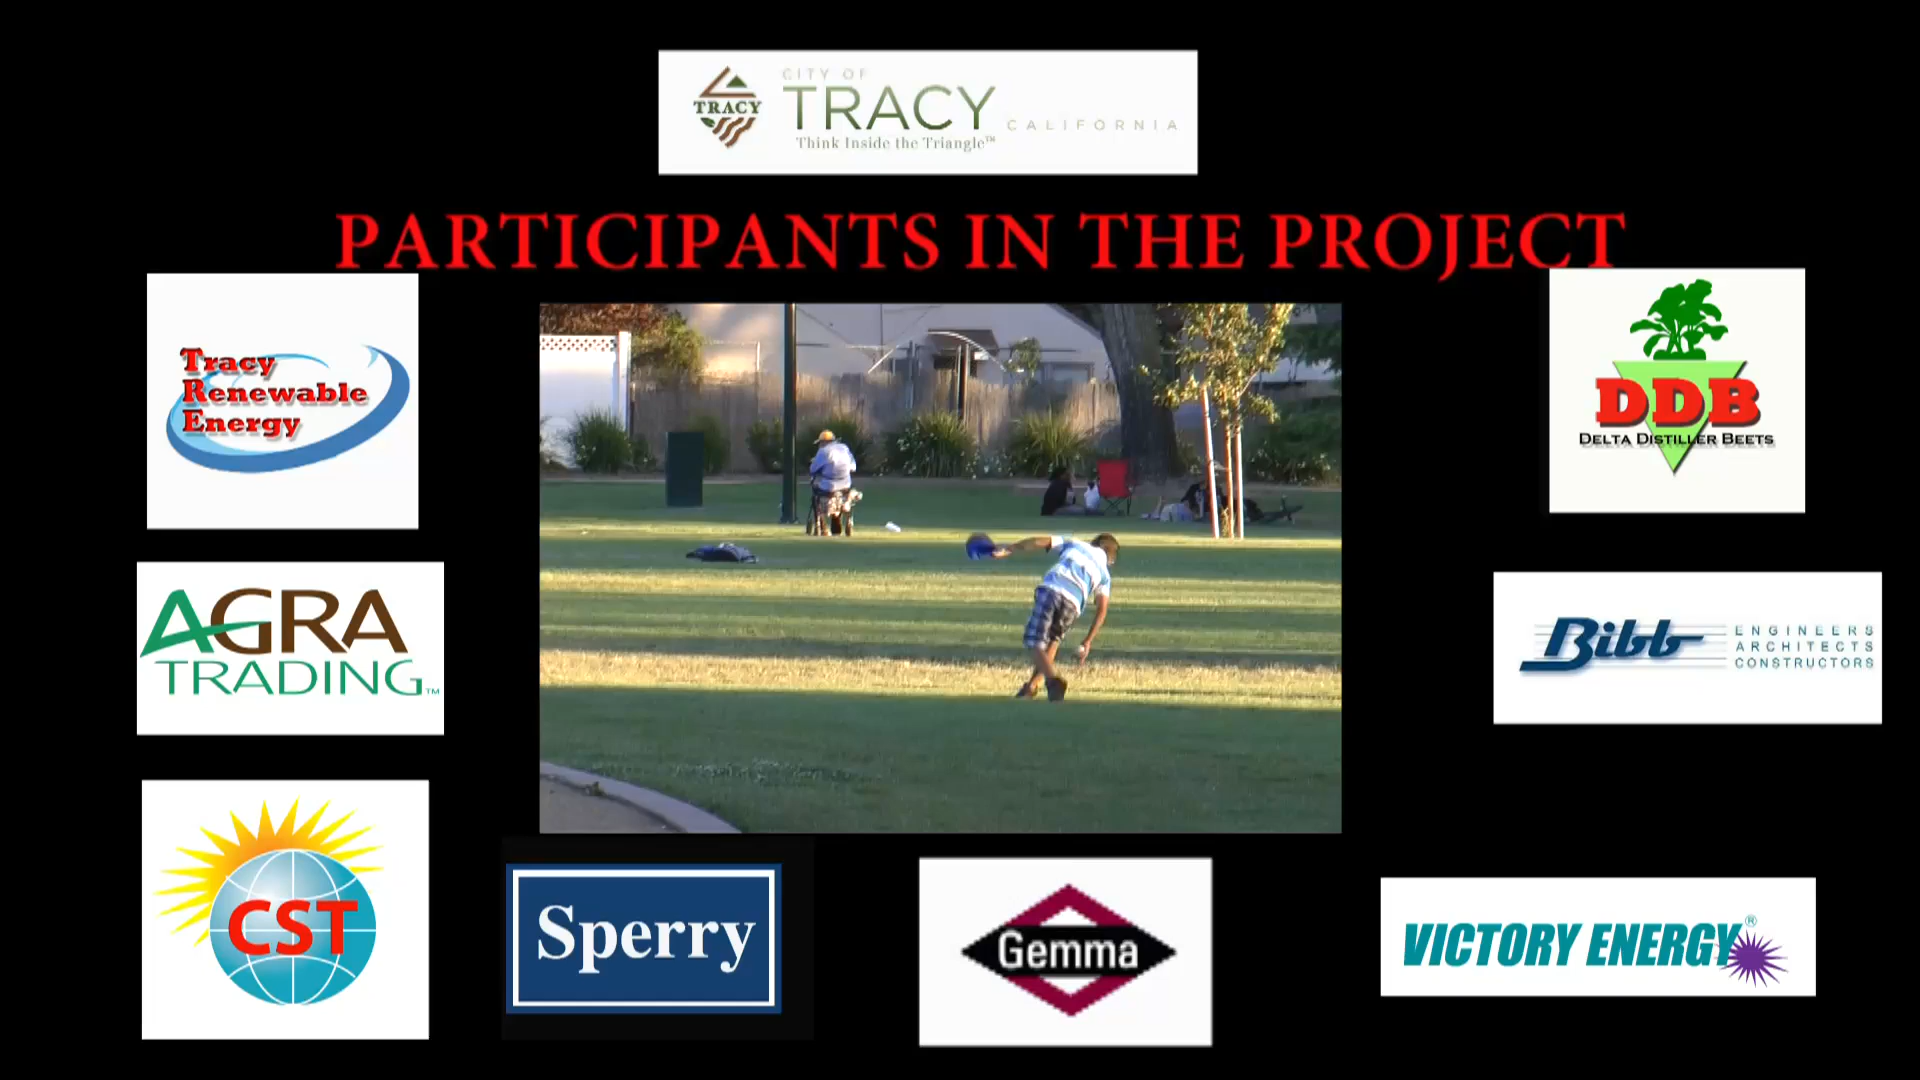 CITY OF
TRACY
TRACY
CALIFORNIA
Think Inside the Triangle™
PARTICIPANTS IN THE PROJECT
Tracy
Renewable
Energy
DDB
DELTA DISTILLER BEETS
AGRA
TRADING™
Bibb
ENGINEERS
ARCHITECTS
CONSTRUCTORS
CST
Sperry
Gemma
VICTORY ENERGY®